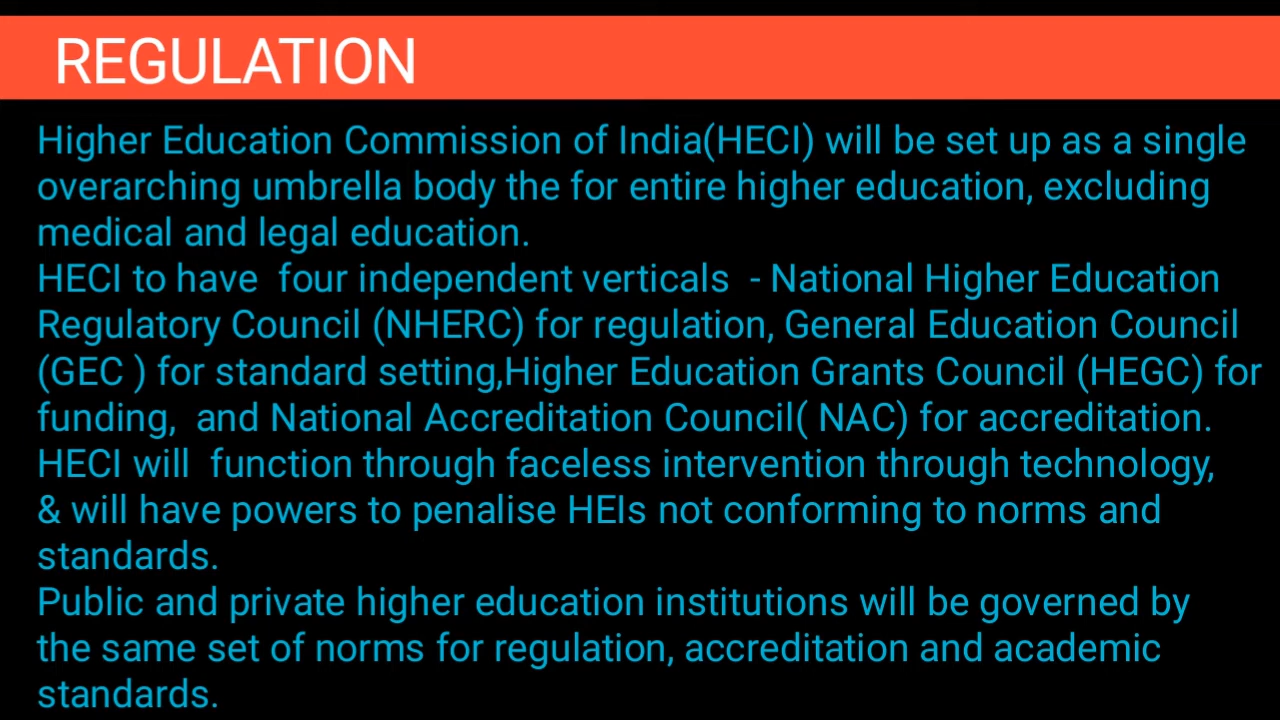 REGULATION
Higher Education Commission of India(HECI) will be set up as a single
overarching umbrella body the for entire higher education, excluding
medical and legal education.
HECI to have  four independent verticals  - National Higher Education
Regulatory Council (NHERC) for regulation, General Education Council
(GEC ) for standard setting,Higher Education Grants Council (HEGC) for
funding,  and National Accreditation Council( NAC) for accreditation.
HECI will  function through faceless intervention through technology,
& will have powers to penalise HEIs not conforming to norms and
standards.
Public and private higher education institutions will be governed by
the same set of norms for regulation, accreditation and academic
standards.